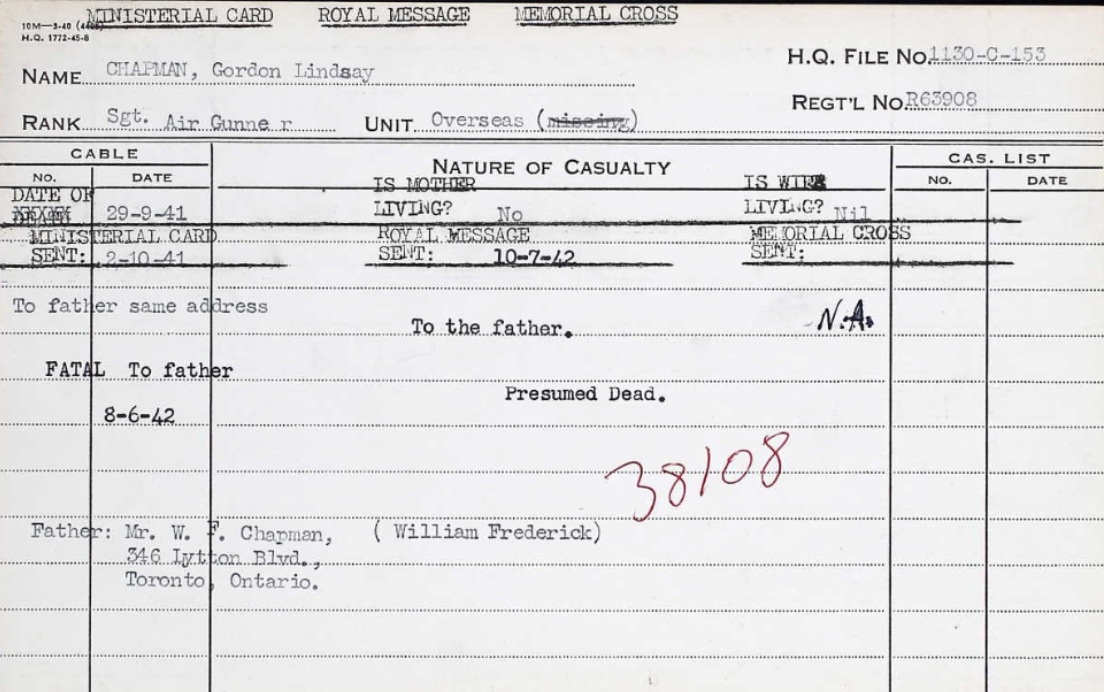 MINISTERIAL CARD ROYAL MESSAGE MEMORIAL CROSS
10M—3-40
H.Q. 1772-45-8
H.Q. FILE NO. 1130-C-153
NAME CHAPMAN, Gordon Lindsay
REGT'L NO. R63908
RANK Sgt. Air Gunne r UNIT Overseas (missing)
CABLE NATURE OF CASUALTY CAS. LIST
NO. DATE IS MOTHER IS WIFE NO. DATE
DATE OF
DEATH 29-9-41 LIVING? No LIVING? Nil
MINISTERIAL CARD ROYAL MESSAGE MEMORIAL CROSS
SENT: 2-10-41 SENT: 10-7-42 SENT:
To father same address
To the father. N.A.
FATAL To father
Presumed Dead.
8-6-42
38108
Father: Mr. W. F. Chapman, ( William Frederick)
346 Lytton Blvd.,
Toronto, Ontario.